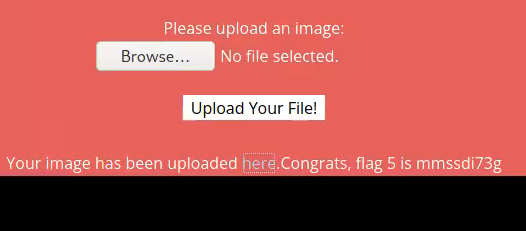 Please upload an image:
Browse... No file selected.
Upload Your File!
Your image has been uploaded here.Congrats, flag 5 is mmssdi73g